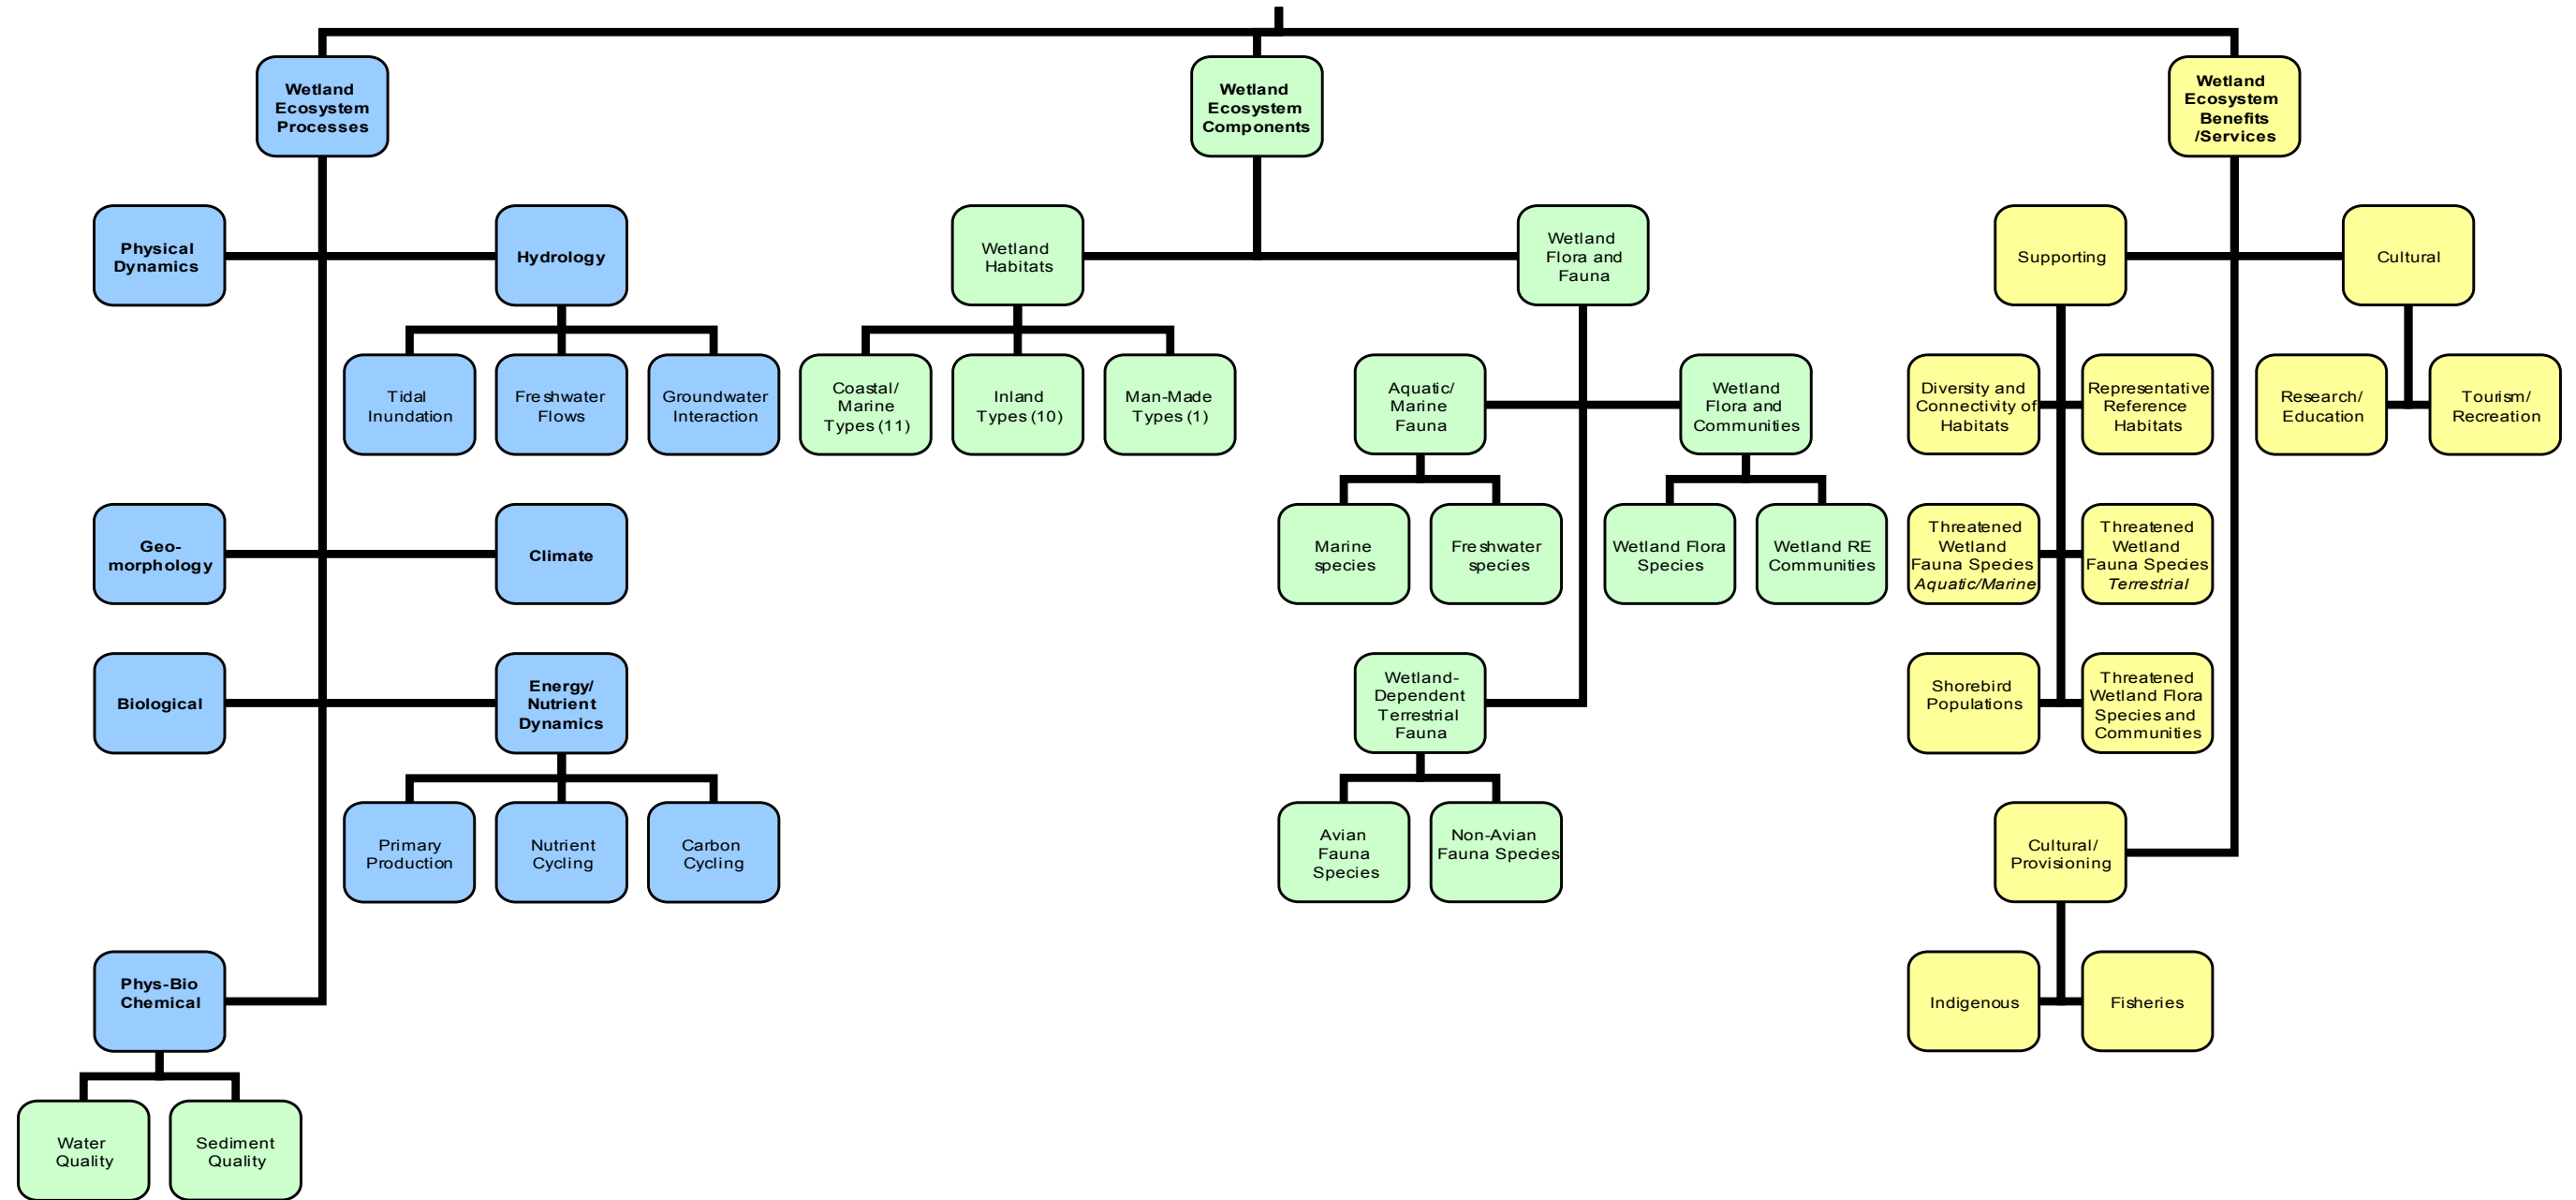 Wetland
Ecosystem
Processes
Wetland
Ecosystem
Components
Wetland
Ecosystem
Benefits
/Services
Physical
Dynamics
Hydrology
Wetland
Habitats
Wetland
Flora and
Fauna
Supporting
Cultural
Tidal
Inundation
Freshwater
Flows
Groundwater
Interaction
Coastal/
Marine
Types (11)
Inland
Types (10)
Man-Made
Types (1)
Aquatic/
Marine
Fauna
Wetland
Flora and
Communities
Diversity and
Connectivity of
Habitats
Representative
Reference
Habitats
Research/
Education
Tourism/
Recreation
Geo-
morphology
Climate
Marine
species
Freshwater
species
Wetland Flora
Species
Wetland RE
Communities
Threatened
Wetland
Fauna Species
Aquatic/Marine
Threatened
Wetland
Fauna Species
Terrestrial
Biological
Energy/
Nutrient
Dynamics
Wetland-
Dependent
Terrestrial
Fauna
Shorebird
Populations
Threatened
Wetland Flora
Species and
Communities
Primary
Production
Nutrient
Cycling
Carbon
Cycling
Avian
Fauna
Species
Non-Avian
Fauna Species
Cultural/
Provisioning
Phys-Bio
Chemical
Indigenous
Fisheries
Water
Quality
Sediment
Quality